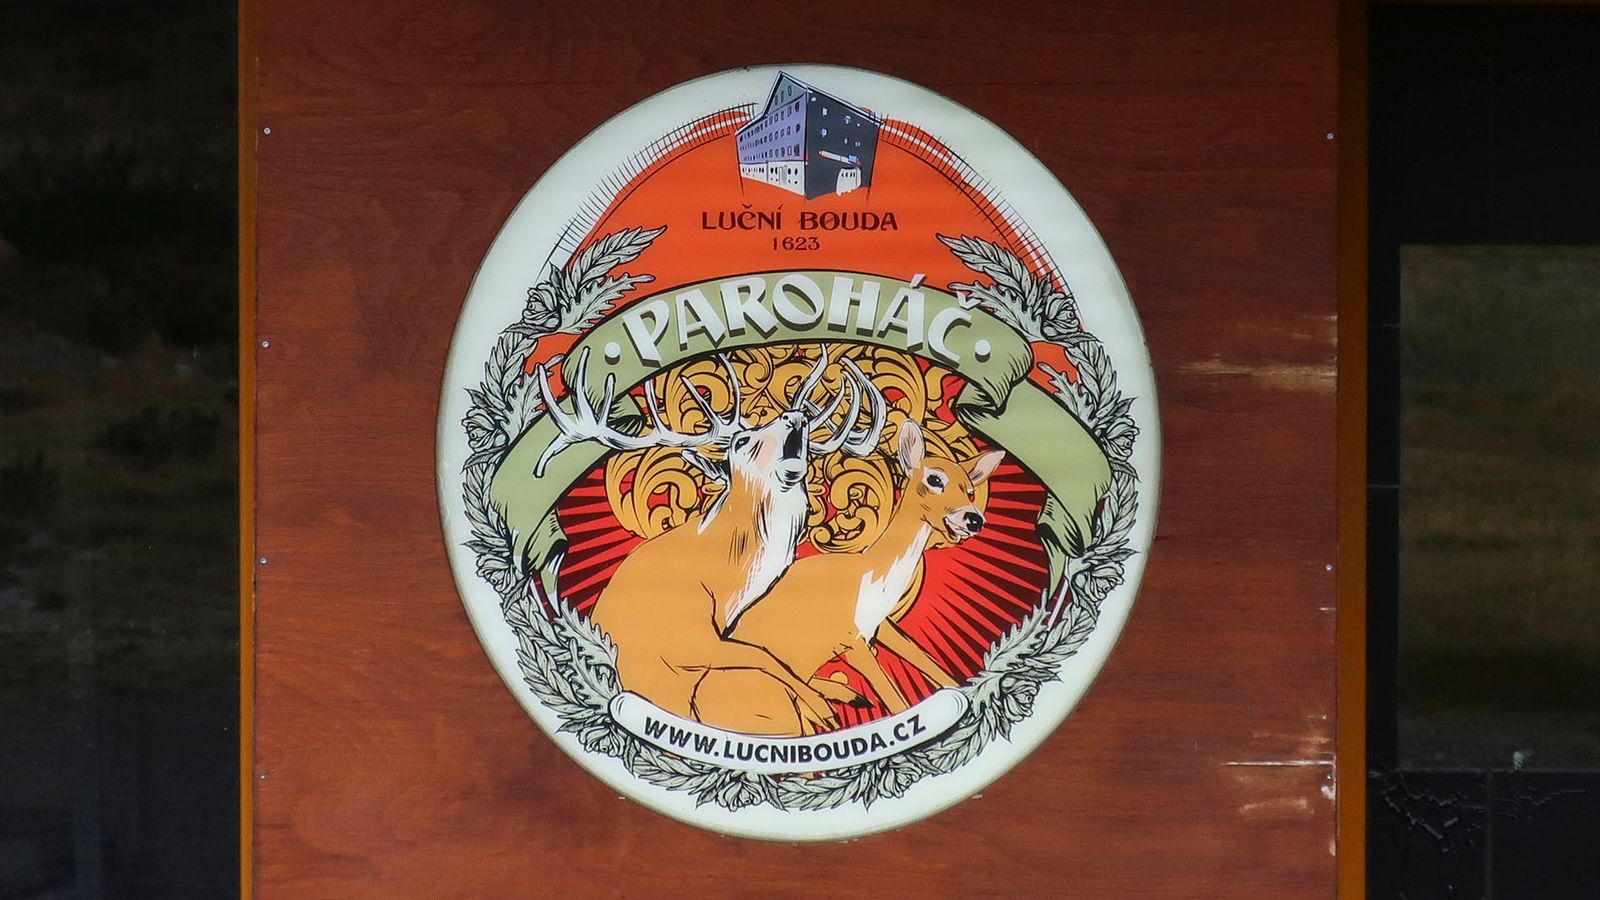 LUČNÍ BOUDA
1623
·PAROHÁČ·
WWW.LUCNIBOUDA.CZ